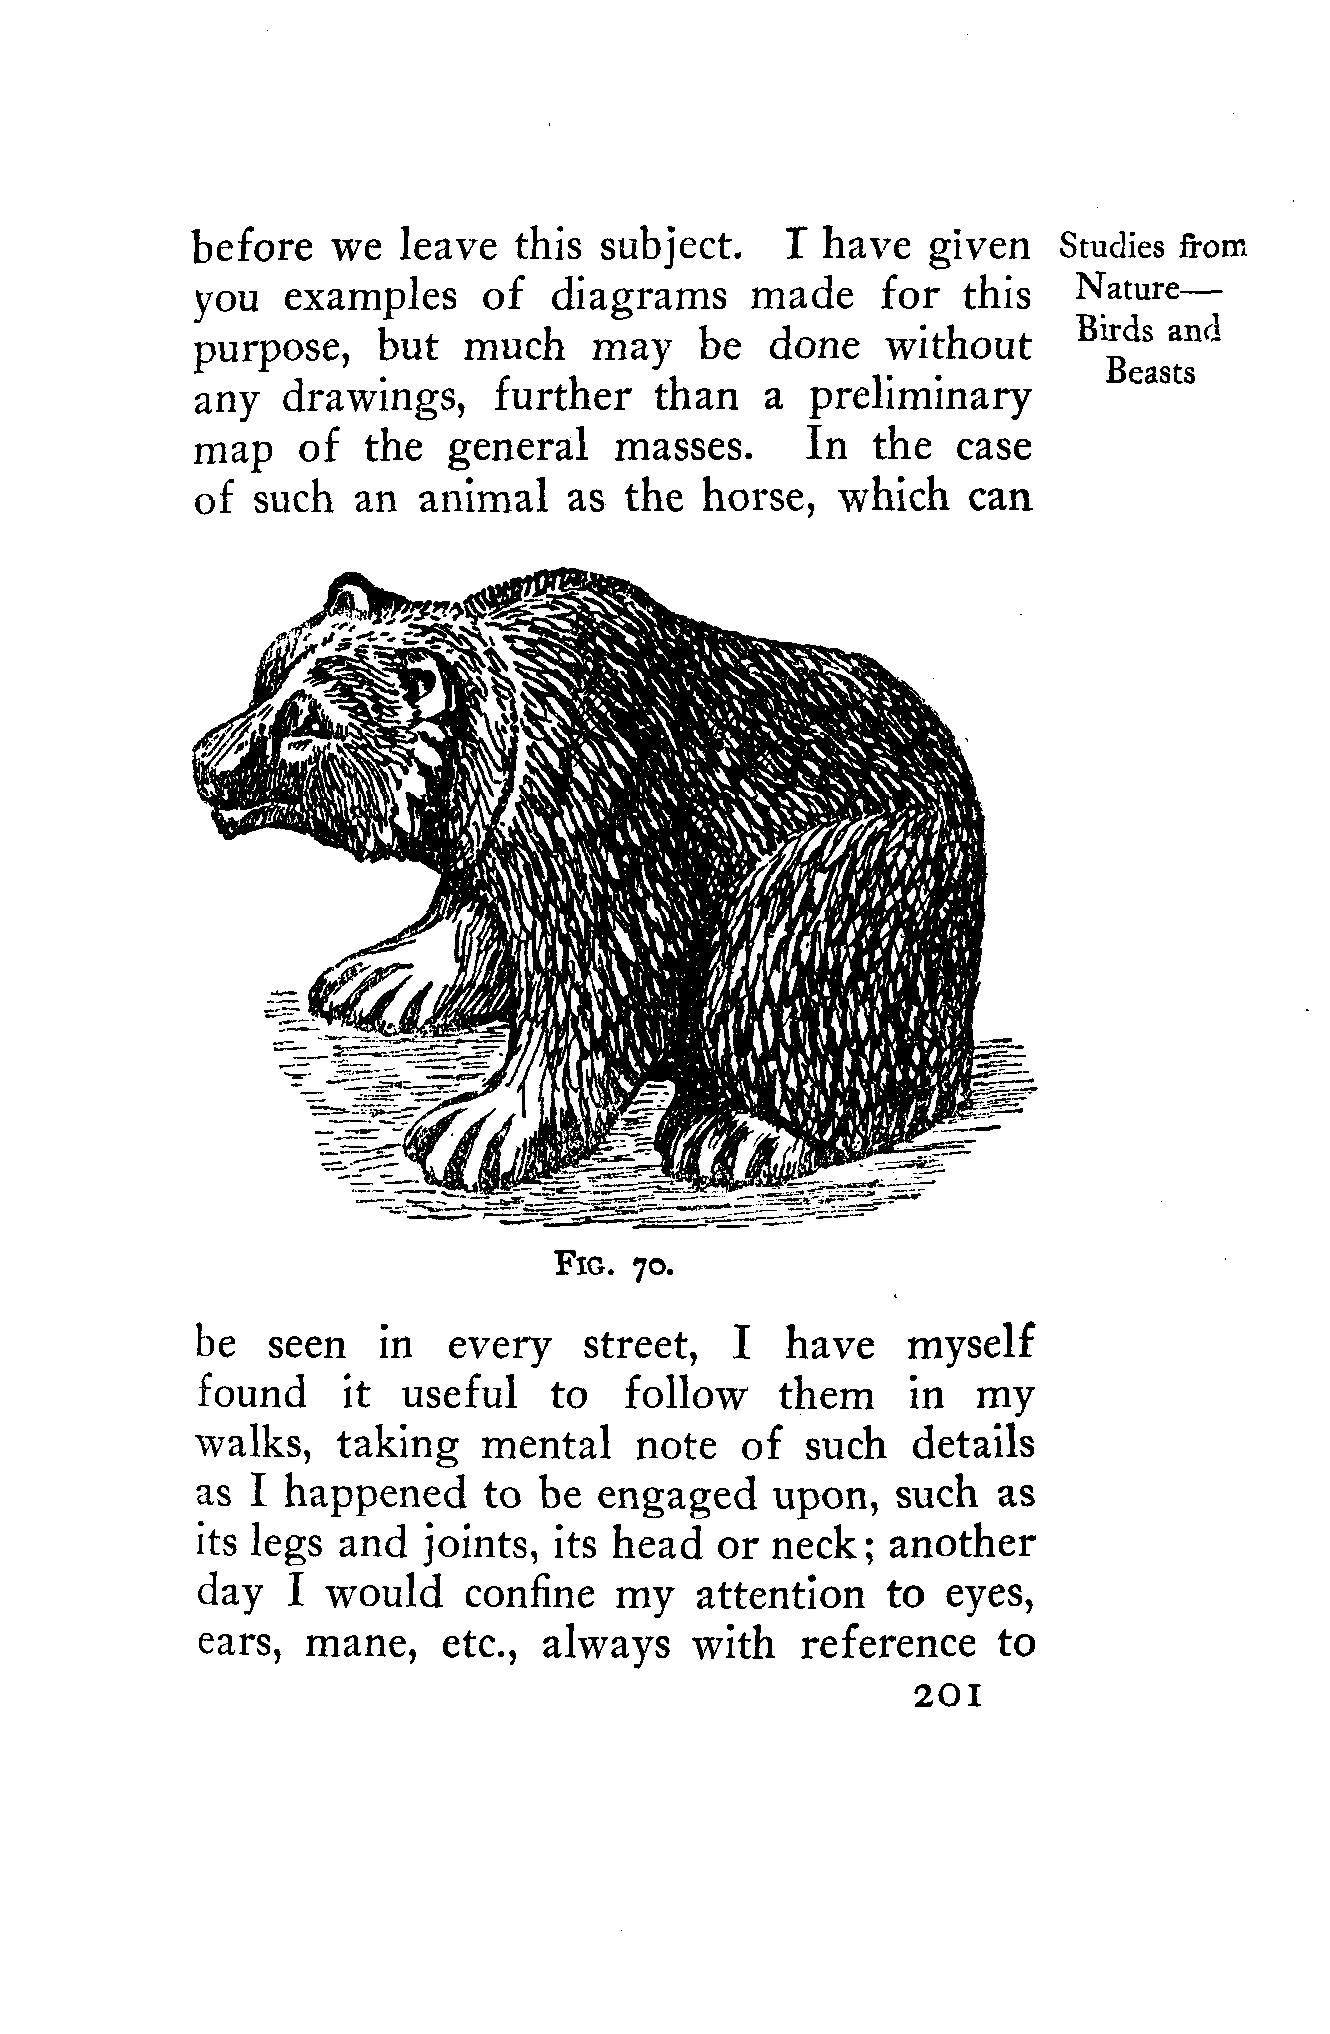 before we leave this subject. I have given
you examples of diagrams made for this
purpose, but much may be done without
any drawings, further than a preliminary
map of the general masses. In the case
of such an animal as the horse, which can
Studies from
Nature—
Birds and
Beasts
FIG. 70.
be seen in every street, I have myself
found it useful to follow them in my
walks, taking mental note of such details
as I happened to be engaged upon, such as
its legs and joints, its head or neck; another
day I would confine my attention to eyes,
ears, mane, etc., always with reference to
201